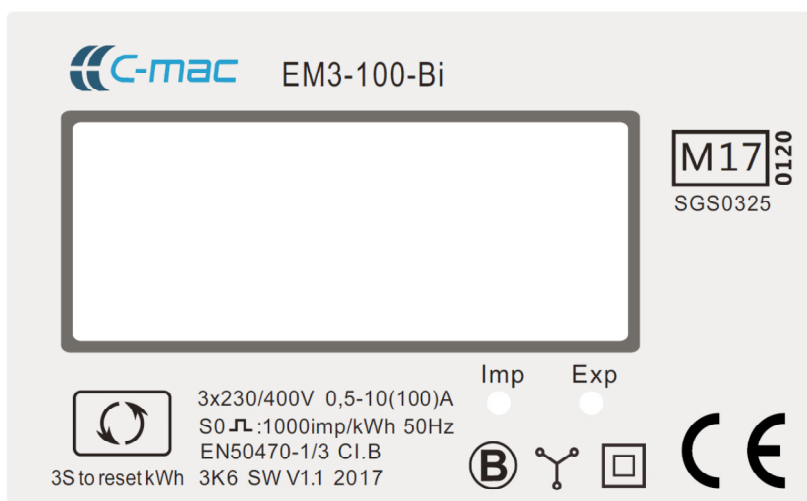 C-mac EM3-100-Bi
M17 0120
SGS0325
Imp Exp
3x230/400V 0,5-10(100)A
S0 ⎍:1000imp/kWh 50Hz
EN50470-1/3 Cl.B
3K6 SW V1.1 2017
3S to reset kWh
B
CE